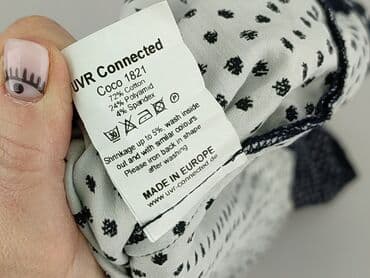 UVR Connected
Coco 1821
72% Cotton
24% Polyamid
4% Spandex
Shrinkage up to 5%, wash inside
out and with similar colours
Please iron back in shape
after washing
MADE IN EUROPE
www.uvr-connected.de